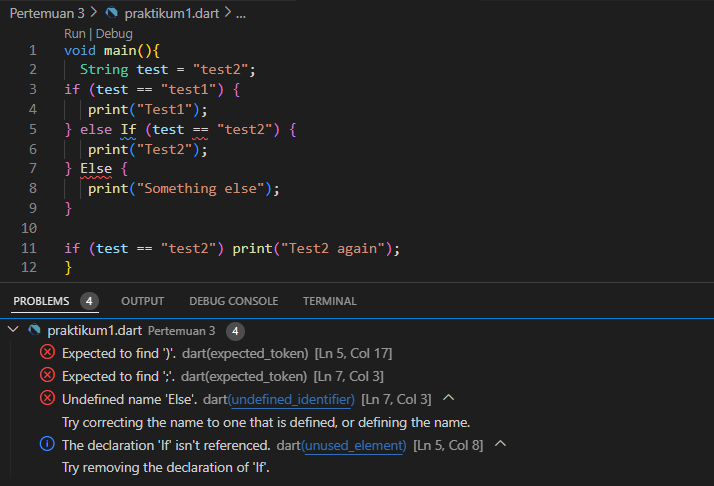 Pertemuan 3 > praktikum1.dart > ...
Run | Debug
1 void main(){
2 String test = "test2";
3 if (test == "test1") {
4 print("Test1");
5 } else If (test == "test2") {
6 print("Test2");
7 } Else {
8 print("Something else");
9 }
10
11 if (test == "test2") print("Test2 again");
12 }
PROBLEMS 4 OUTPUT DEBUG CONSOLE TERMINAL
praktikum1.dart Pertemuan 3 4
Expected to find ')'. dart(expected_token) [Ln 5, Col 17]
Expected to find ';'. dart(expected_token) [Ln 7, Col 3]
Undefined name 'Else'. dart(undefined_identifier) [Ln 7, Col 3]
Try correcting the name to one that is defined, or defining the name.
The declaration 'If' isn't referenced. dart(unused_element) [Ln 5, Col 8]
Try removing the declaration of 'If'.